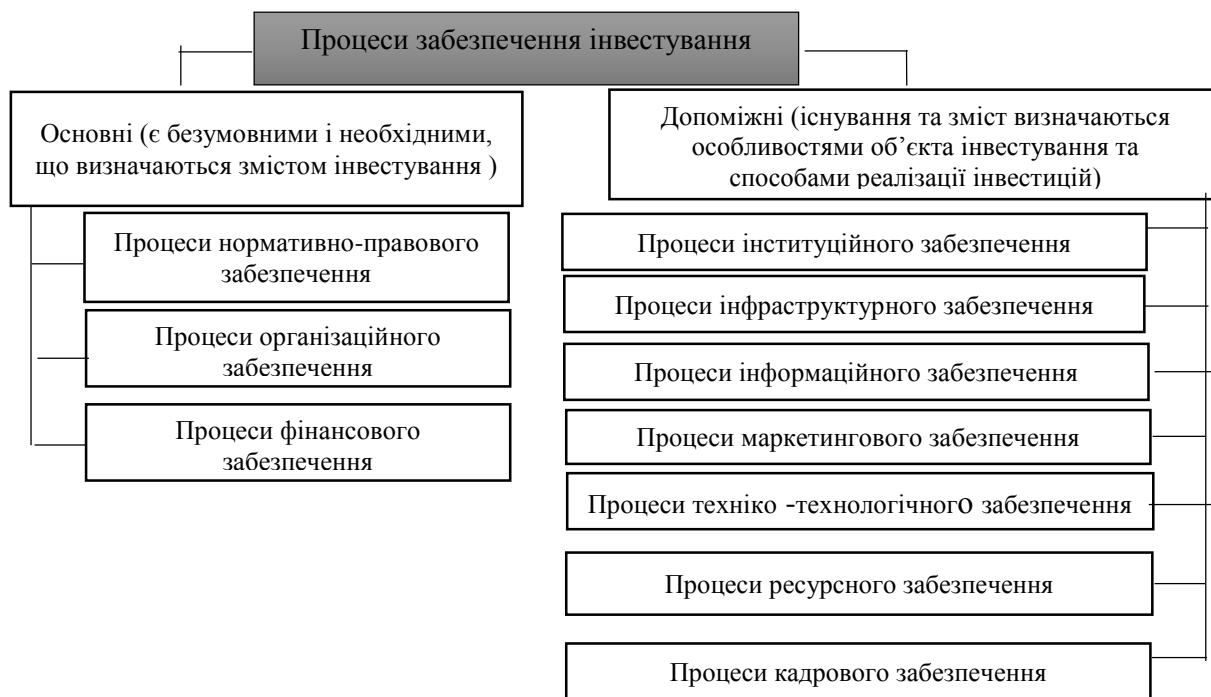 Процеси забезпечення інвестування
Основні (є безумовними і необхідними,
що визначаються змістом інвестування )
Процеси нормативно-правового
забезпечення
Процеси організаційного
забезпечення
Процеси фінансового
забезпечення
Допоміжні (існування та зміст визначаються
особливостями об’єкта інвестування та
способами реалізації інвестицій)
Процеси інституційного забезпечення
Процеси інфраструктурного забезпечення
Процеси інформаційного забезпечення
Процеси маркетингового забезпечення
Процеси техніко -технологічного забезпечення
Процеси ресурсного забезпечення
Процеси кадрового забезпечення